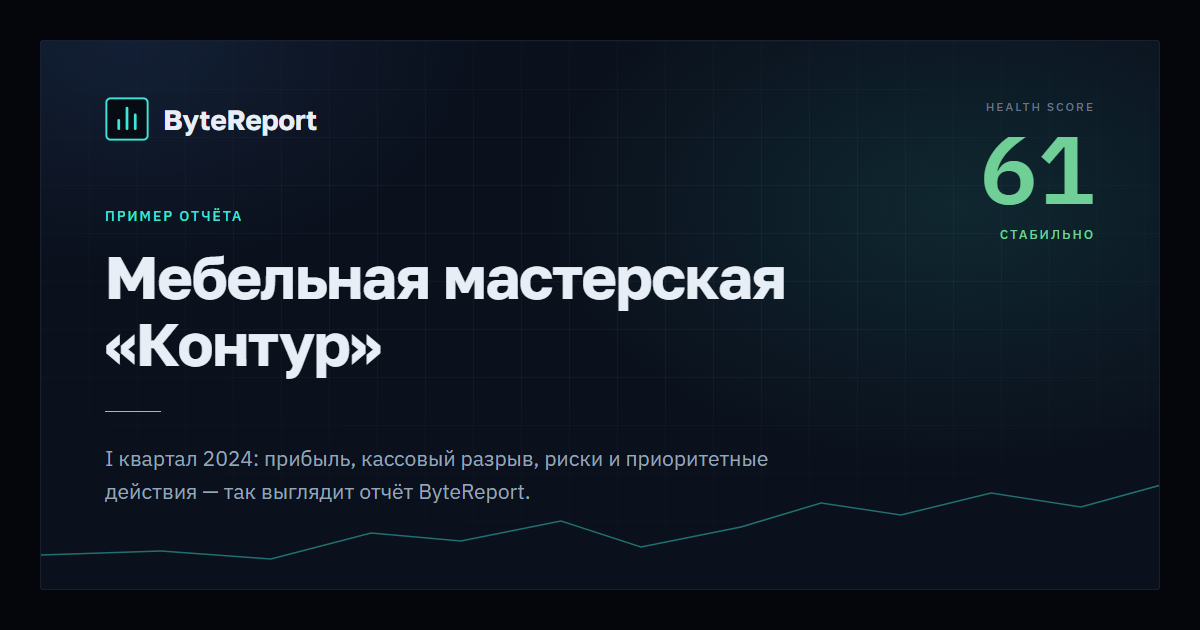 ByteReport
HEALTH SCORE
61
СТАБИЛЬНО
ПРИМЕР ОТЧЁТА
Мебельная мастерская
«Контур»
I квартал 2024: прибыль, кассовый разрыв, риски и приоритетные
действия — так выглядит отчёт ByteReport.